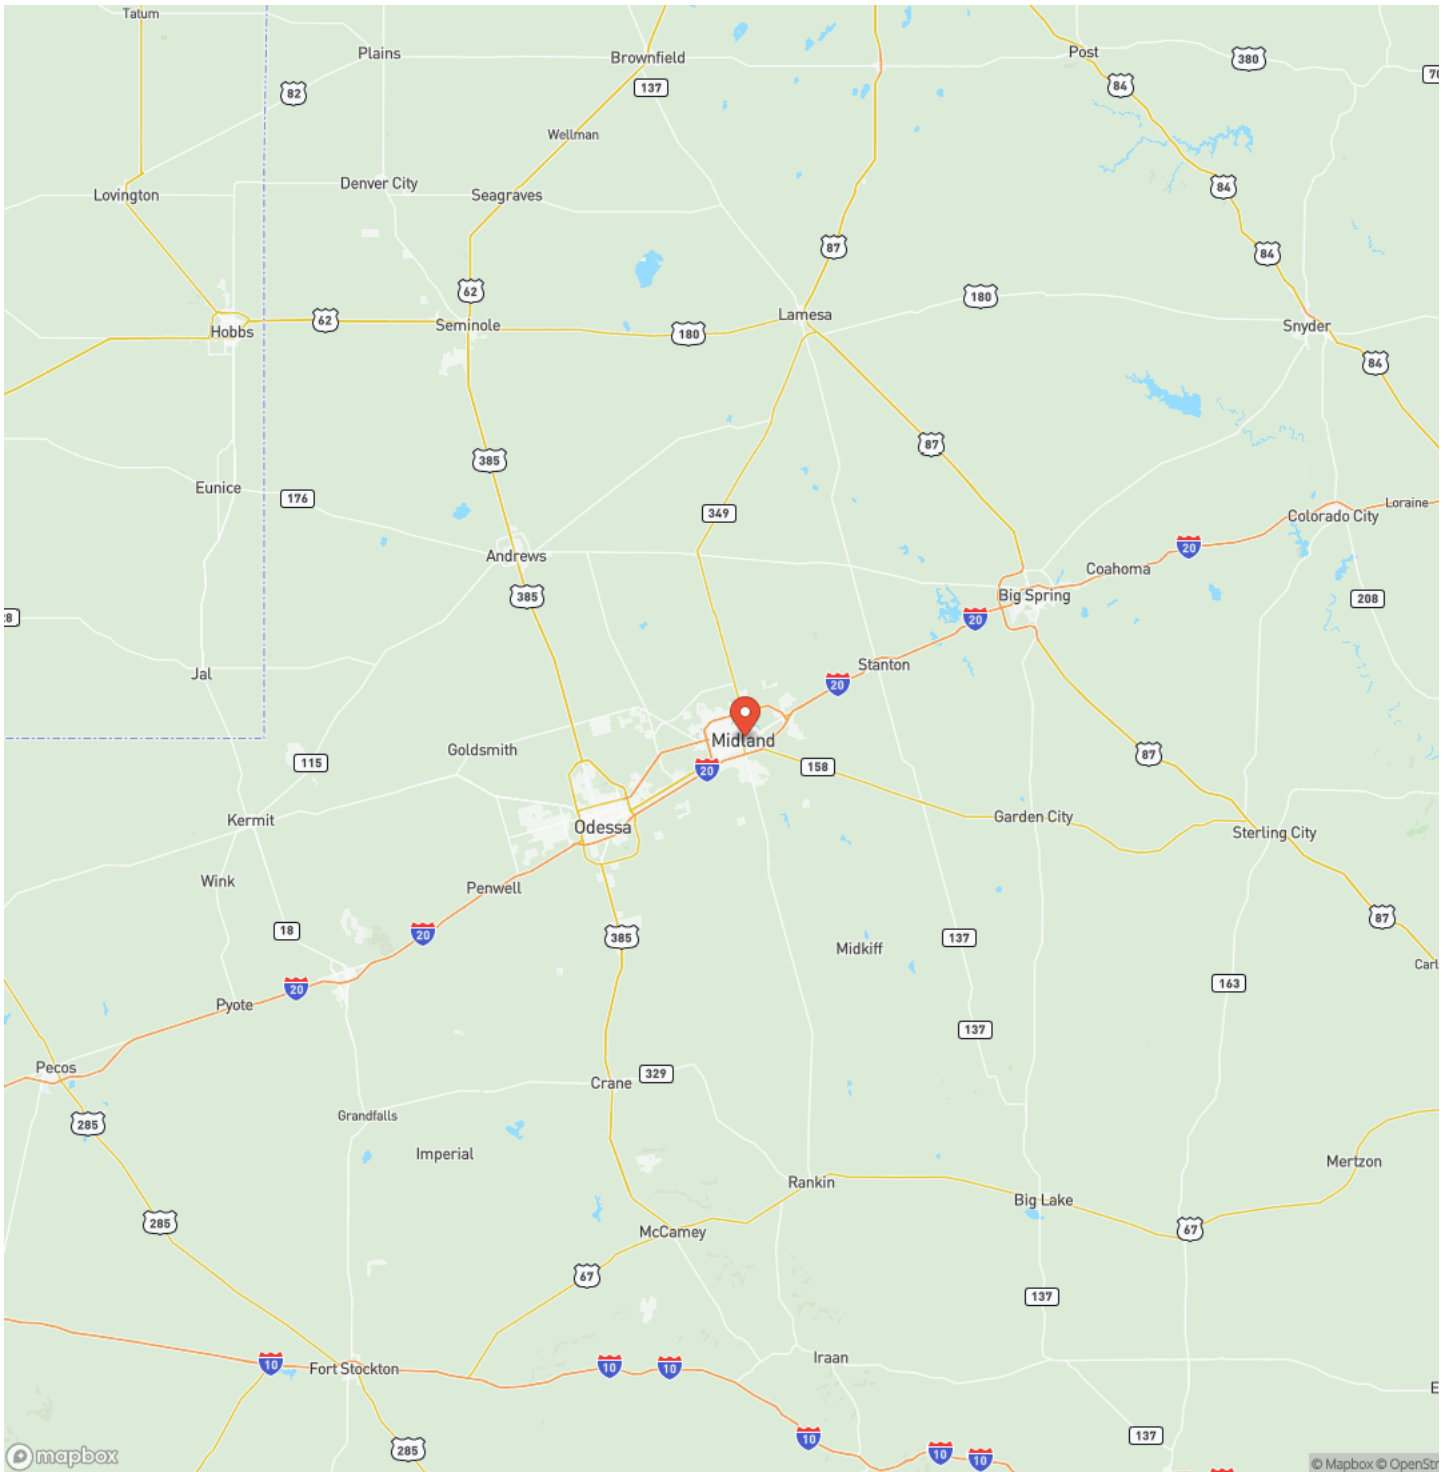 Tatum
Plains
Brownfield
Post
380
82
137
84
70
Wellman
Lovington
Denver City
Seagraves
84
87
84
62
180
Hobbs
62
Seminole
180
Lamesa
Snyder
84
385
87
Eunice
176
349
Colorado City
Loraine
Andrews
20
Coahoma
385
Big Spring
208
28
20
Jal
Stanton
20
Goldsmith
Midland
115
20
158
87
Kermit
Odessa
Garden City
Sterling City
Wink
Penwell
18
20
385
137
87
Midkiff
Carl
20
163
Pyote
137
Pecos
Crane
329
285
Grandfalls
Imperial
Mertzon
Rankin
Big Lake
285
McCamey
67
67
137
10
Fort Stockton
10
10
Iraan
E
137
285
10
10
10
mapbox
© Mapbox © OpenStr